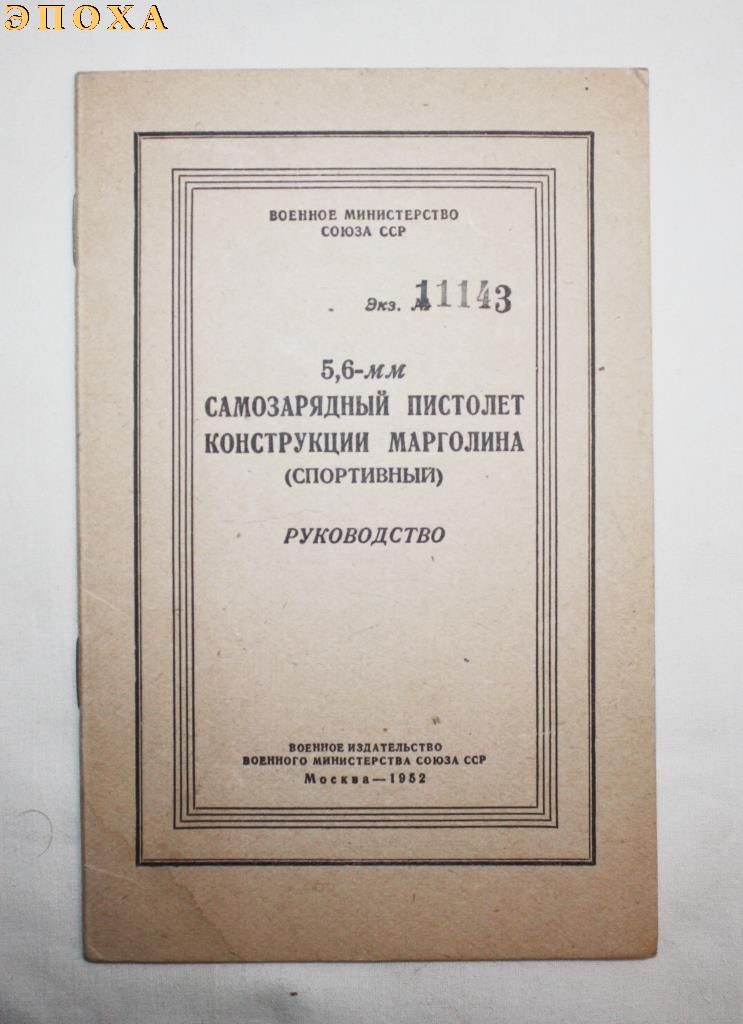 ЭПОХА
ВОЕННОЕ МИНИСТЕРСТВО
СОЮЗА ССР
Экз. № 11143
5,6-мм
САМОЗАРЯДНЫЙ ПИСТОЛЕТ
КОНСТРУКЦИИ МАРГОЛИНА
(СПОРТИВНЫЙ)
РУКОВОДСТВО
ВОЕННОЕ ИЗДАТЕЛЬСТВО
ВОЕННОГО МИНИСТЕРСТВА СОЮЗА ССР
Москва—1952